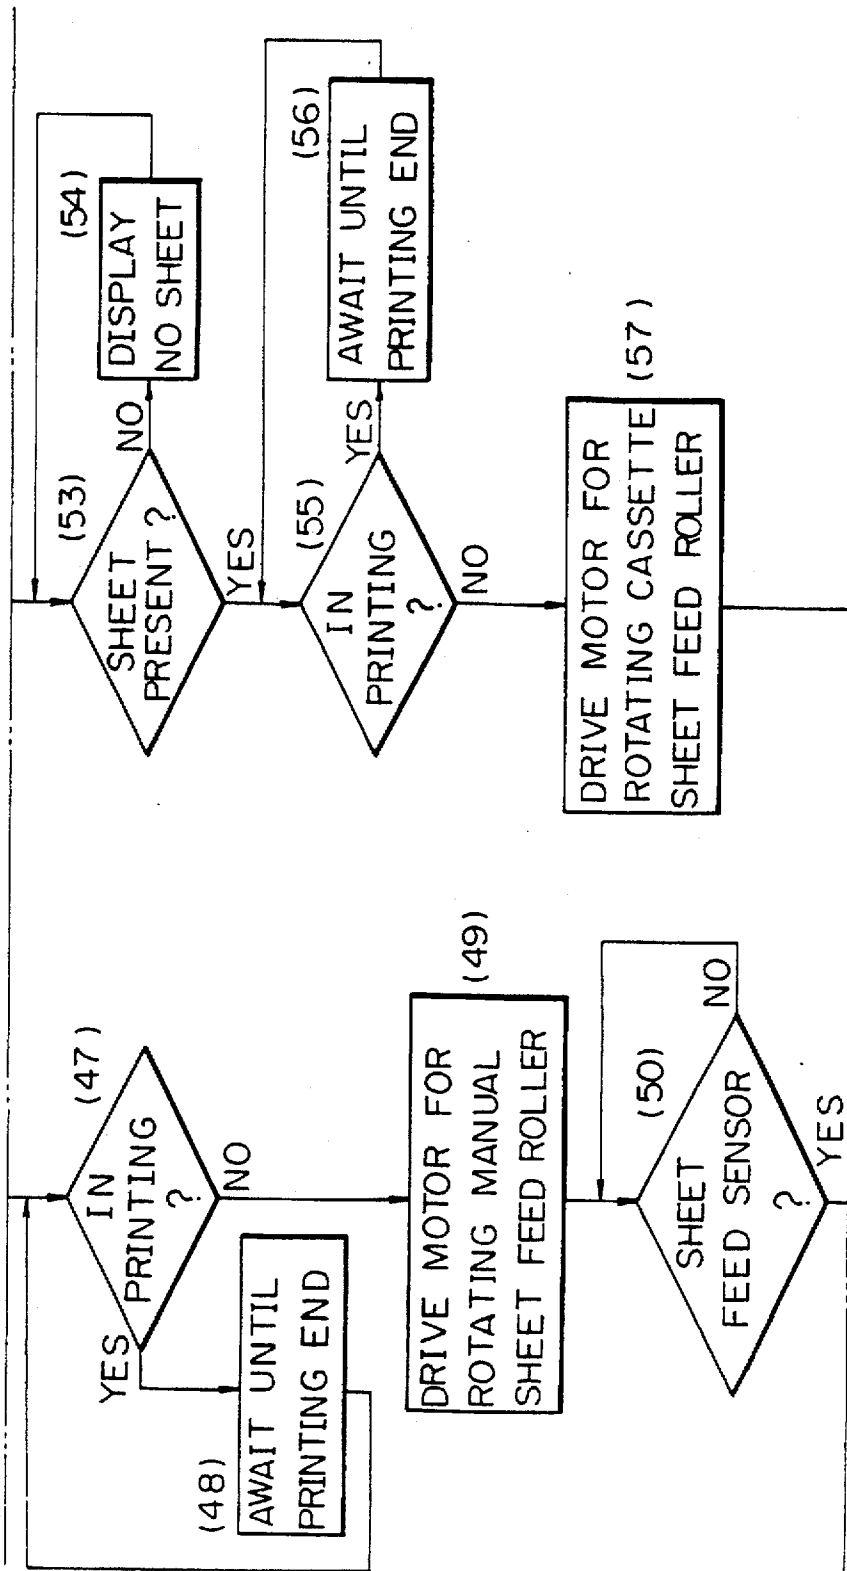 (47)
IN
PRINTING
?
YES
NO
(48)
AWAIT UNTIL
PRINTING END
DRIVE MOTOR FOR
ROTATING MANUAL
SHEET FEED ROLLER
(49)
(50)
SHEET
FEED SENSOR
?
NO
YES
(53)
SHEET
PRESENT ?
NO
YES
(54)
DISPLAY
NO SHEET
(55)
IN
PRINTING
?
YES
NO
(56)
AWAIT UNTIL
PRINTING END
DRIVE MOTOR FOR
ROTATING CASSETTE
SHEET FEED ROLLER
(57)